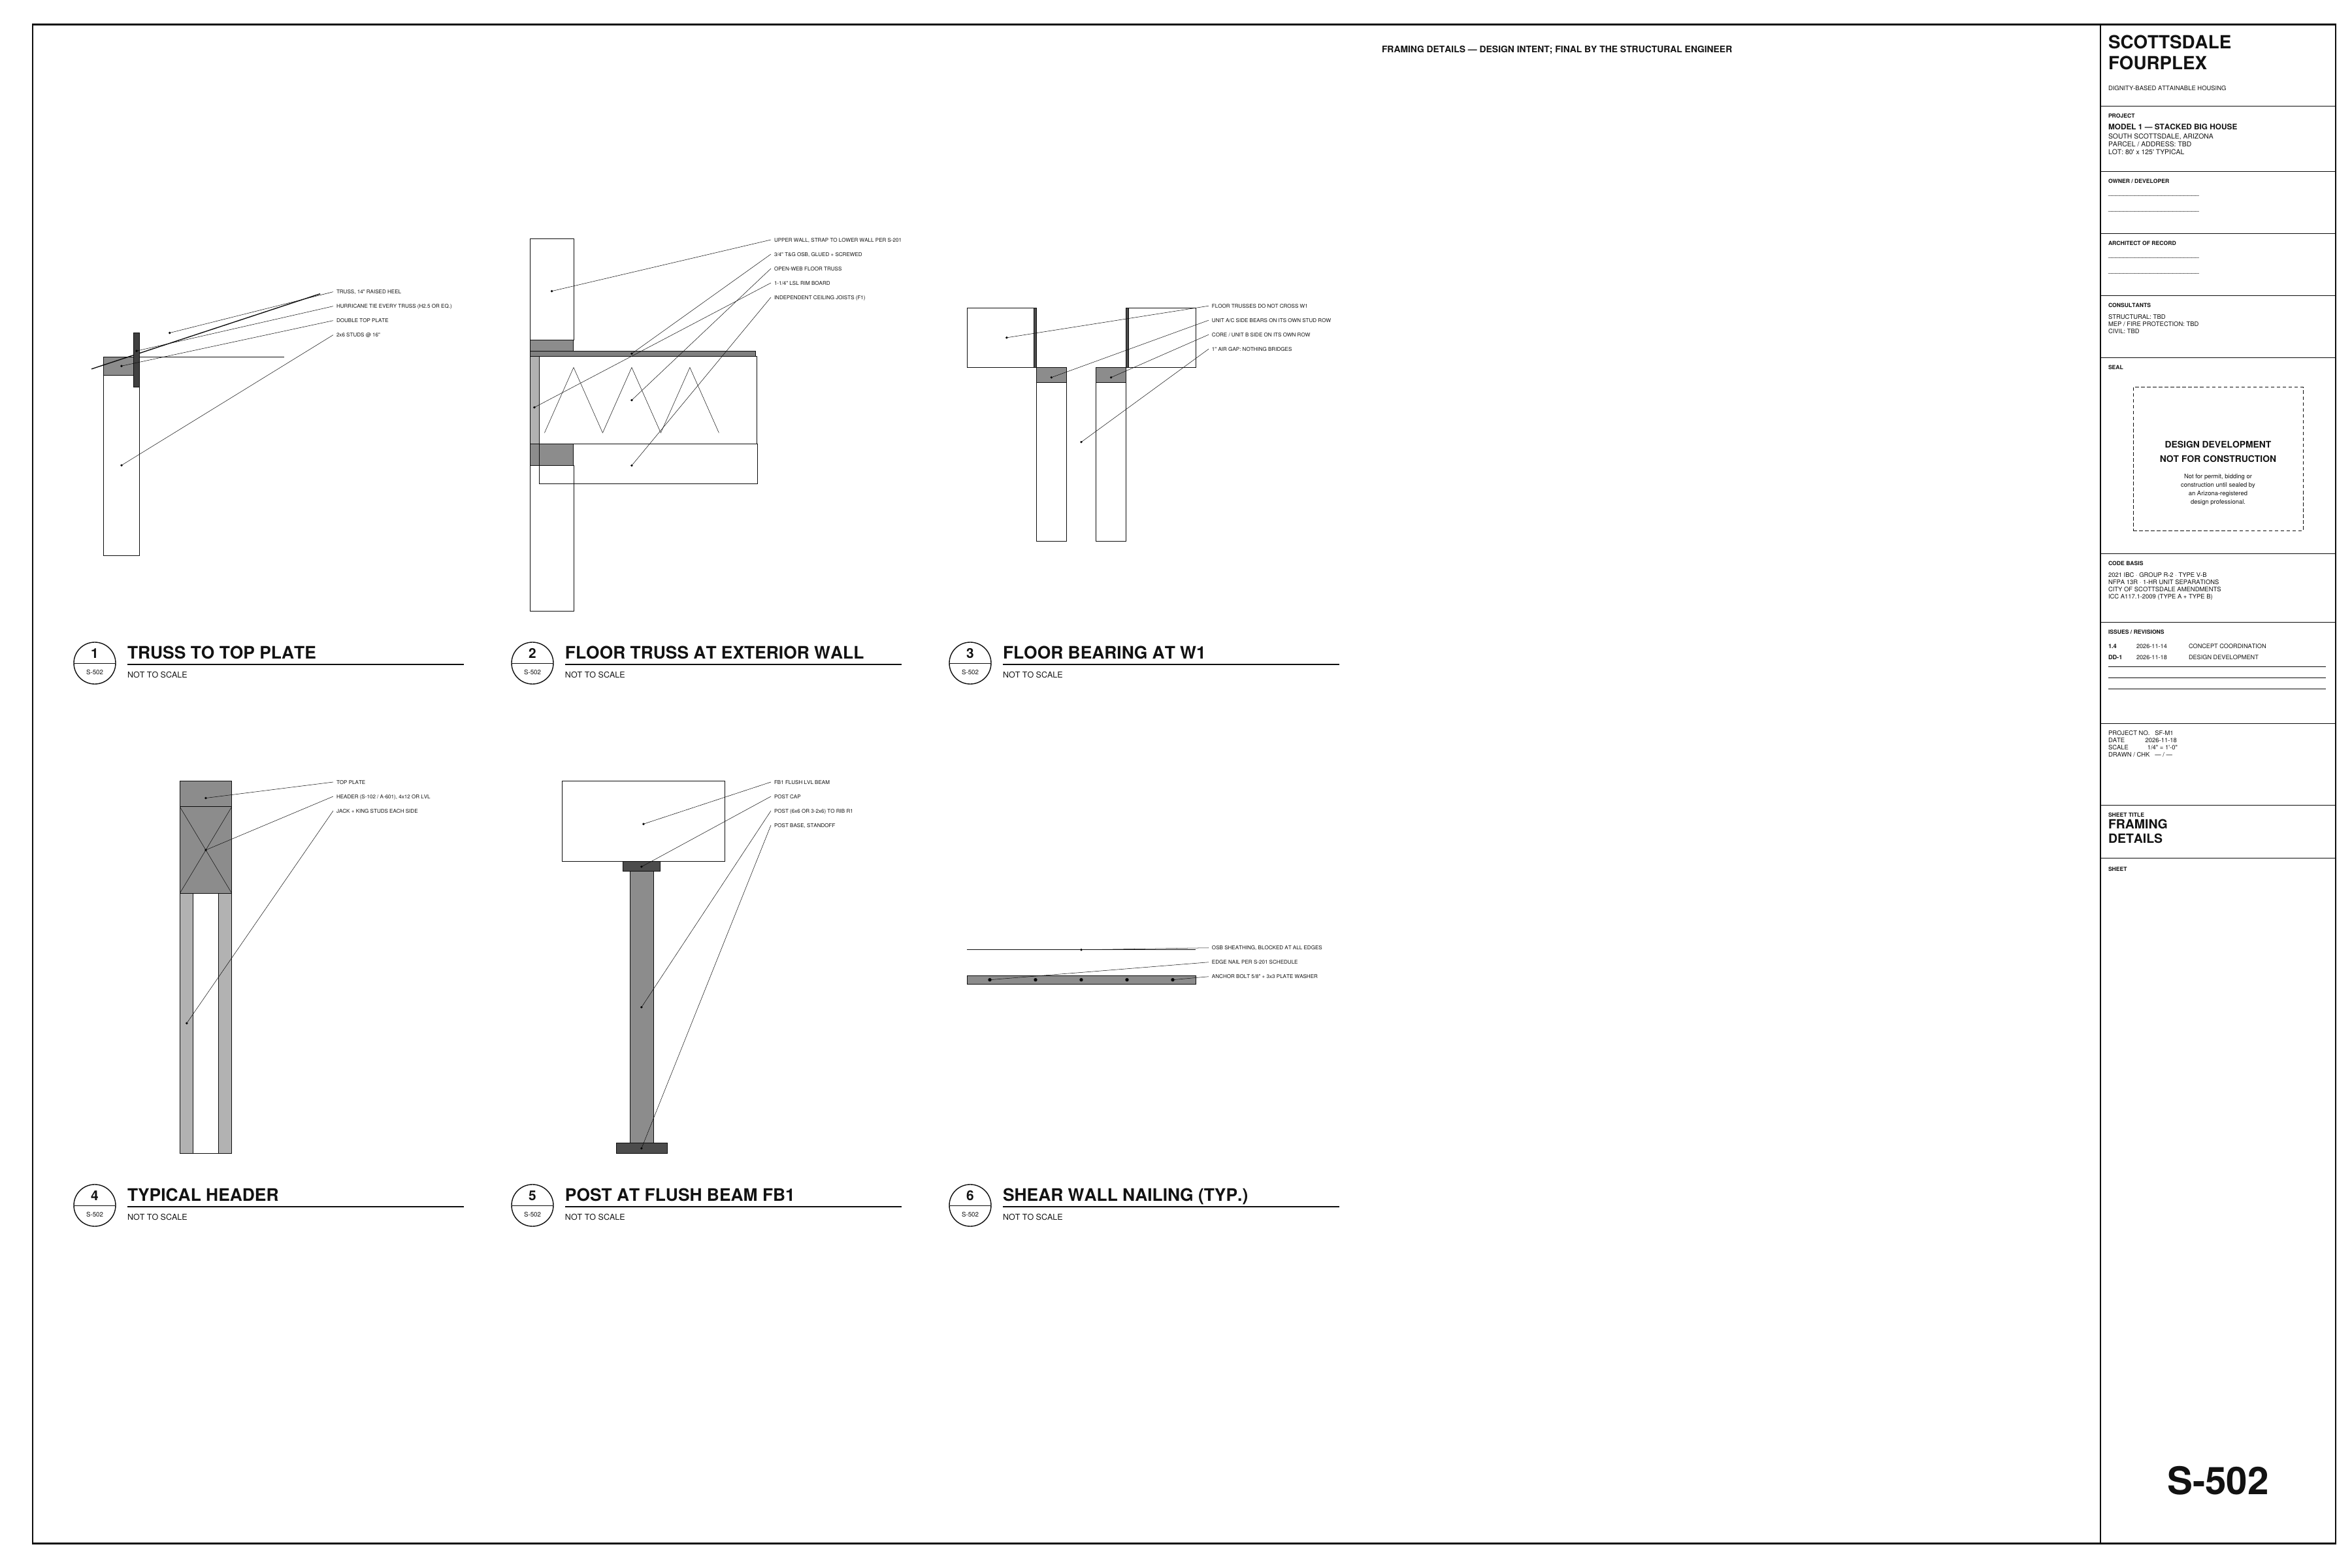 FRAMING DETAILS — DESIGN INTENT; FINAL BY THE STRUCTURAL ENGINEER
TRUSS, 14" RAISED HEEL
HURRICANE TIE EVERY TRUSS (H2.5 OR EQ.)
DOUBLE TOP PLATE
2x6 STUDS @ 16"
1
S-502
TRUSS TO TOP PLATE
NOT TO SCALE
UPPER WALL, STRAP TO LOWER WALL PER S-201
3/4" T&G OSB, GLUED + SCREWED
OPEN-WEB FLOOR TRUSS
1-1/4" LSL RIM BOARD
INDEPENDENT CEILING JOISTS (F1)
2
S-502
FLOOR TRUSS AT EXTERIOR WALL
NOT TO SCALE
FLOOR TRUSSES DO NOT CROSS W1
UNIT A/C SIDE BEARS ON ITS OWN STUD ROW
CORE / UNIT B SIDE ON ITS OWN ROW
1" AIR GAP: NOTHING BRIDGES
3
S-502
FLOOR BEARING AT W1
NOT TO SCALE
TOP PLATE
HEADER (S-102 / A-601), 4x12 OR LVL
JACK + KING STUDS EACH SIDE
4
S-502
TYPICAL HEADER
NOT TO SCALE
FB1 FLUSH LVL BEAM
POST CAP
POST (6x6 OR 3-2x6) TO RIB R1
POST BASE, STANDOFF
5
S-502
POST AT FLUSH BEAM FB1
NOT TO SCALE
OSB SHEATHING, BLOCKED AT ALL EDGES
EDGE NAIL PER S-201 SCHEDULE
ANCHOR BOLT 5/8" + 3x3 PLATE WASHER
6
S-502
SHEAR WALL NAILING (TYP.)
NOT TO SCALE
SCOTTSDALE
FOURPLEX
DIGNITY-BASED ATTAINABLE HOUSING
PROJECT
MODEL 1 — STACKED BIG HOUSE
SOUTH SCOTTSDALE, ARIZONA
PARCEL / ADDRESS: TBD
LOT: 80' x 125' TYPICAL
OWNER / DEVELOPER
ARCHITECT OF RECORD
CONSULTANTS
STRUCTURAL: TBD
MEP / FIRE PROTECTION: TBD
CIVIL: TBD
SEAL
DESIGN DEVELOPMENT
NOT FOR CONSTRUCTION
Not for permit, bidding or
construction until sealed by
an Arizona-registered
design professional.
CODE BASIS
2021 IBC · GROUP R-2 · TYPE V-B
NFPA 13R · 1-HR UNIT SEPARATIONS
CITY OF SCOTTSDALE AMENDMENTS
ICC A117.1-2009 (TYPE A + TYPE B)
ISSUES / REVISIONS
1.4 2026-11-14 CONCEPT COORDINATION
DD-1 2026-11-18 DESIGN DEVELOPMENT
PROJECT NO. SF-M1
DATE 2026-11-18
SCALE 1/4" = 1'-0"
DRAWN / CHK — / —
SHEET TITLE
FRAMING
DETAILS
SHEET
S-502